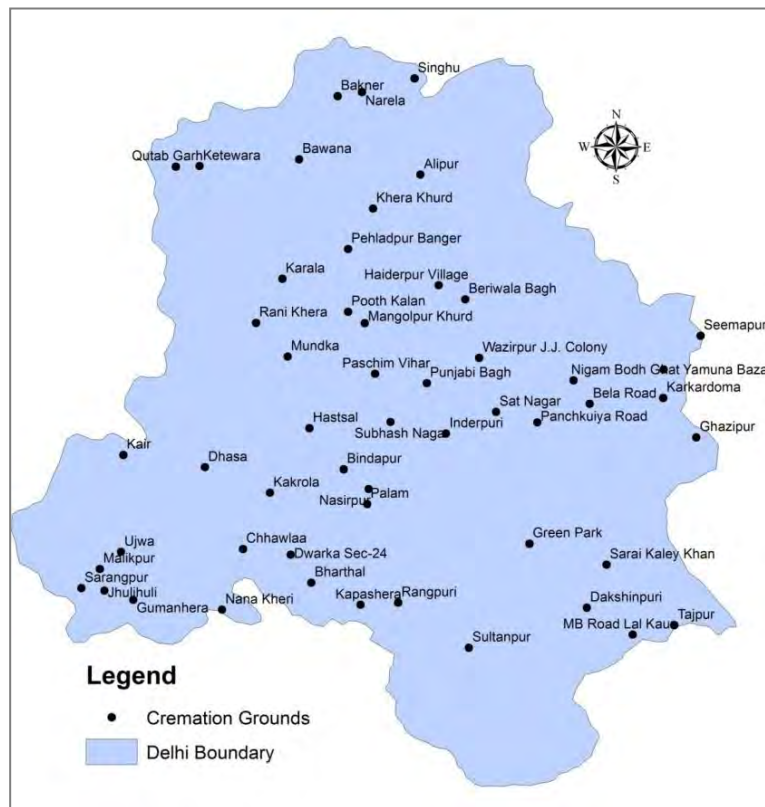 Singhu
Bakner
Narela
N
W
E
S
Bawana
Qutab Garh
Ketewara
Alipur
Khera Khurd
Pehladpur Banger
Karala
Haiderpur Village
Beriwala Bagh
Pooth Kalan
Rani Khera
Mangolpur Khurd
Seemapuri
Mundka
Wazirpur J.J. Colony
Paschim Vihar
Punjabi Bagh
Nigam Bodh Ghat Yamuna Baza
Karkardoma
Bela Road
Sat Nagar
Hastsal
Subhash Nagar
Inderpuri
Panchkuiya Road
Ghazipur
Kair
Dhasa
Bindapur
Kakrola
Palam
Nasirpur
Green Park
Ujwa
Chhawlaa
Dwarka Sec-24
Sarai Kaley Khan
Malikpur
Bharthal
Sarangpur
Jhulihuli
Gumanhera
Nana Kheri
Kapashera
Rangpuri
Dakshinpuri
Tajpur
MB Road Lal Kaun
Sultanpur
Legend
Cremation Grounds
Delhi Boundary